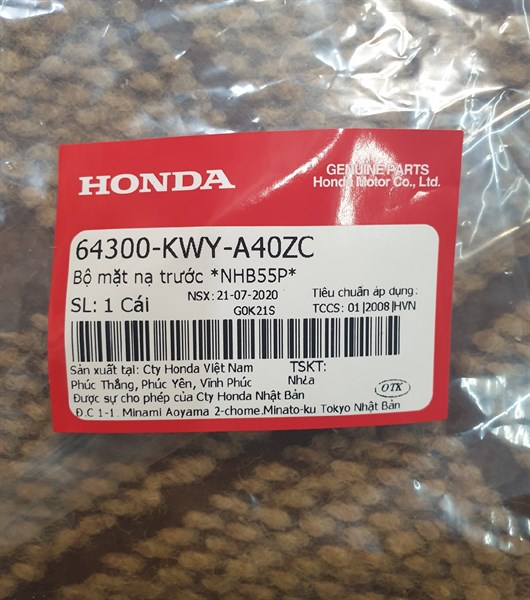 HONDA
GENUINE PARTS
Honda Motor Co., Ltd.
64300-KWY-A40ZC
Bộ mặt nạ trước *NHB55P*
SL: 1 Cái
NSX: 21-07-2020
G0K21S
Tiêu chuẩn áp dụng:
TCCS: 01|2008|HVN
Sản xuất tại: Cty Honda Việt Nam
Phúc Thắng, Phúc Yên, Vĩnh Phúc
Được sự cho phép của Cty Honda Nhật Bản
Đ.C 1-1. Minami Aoyama 2-chome.Minato-ku Tokyo Nhật Bản
TSKT:
Nhựa
OTK